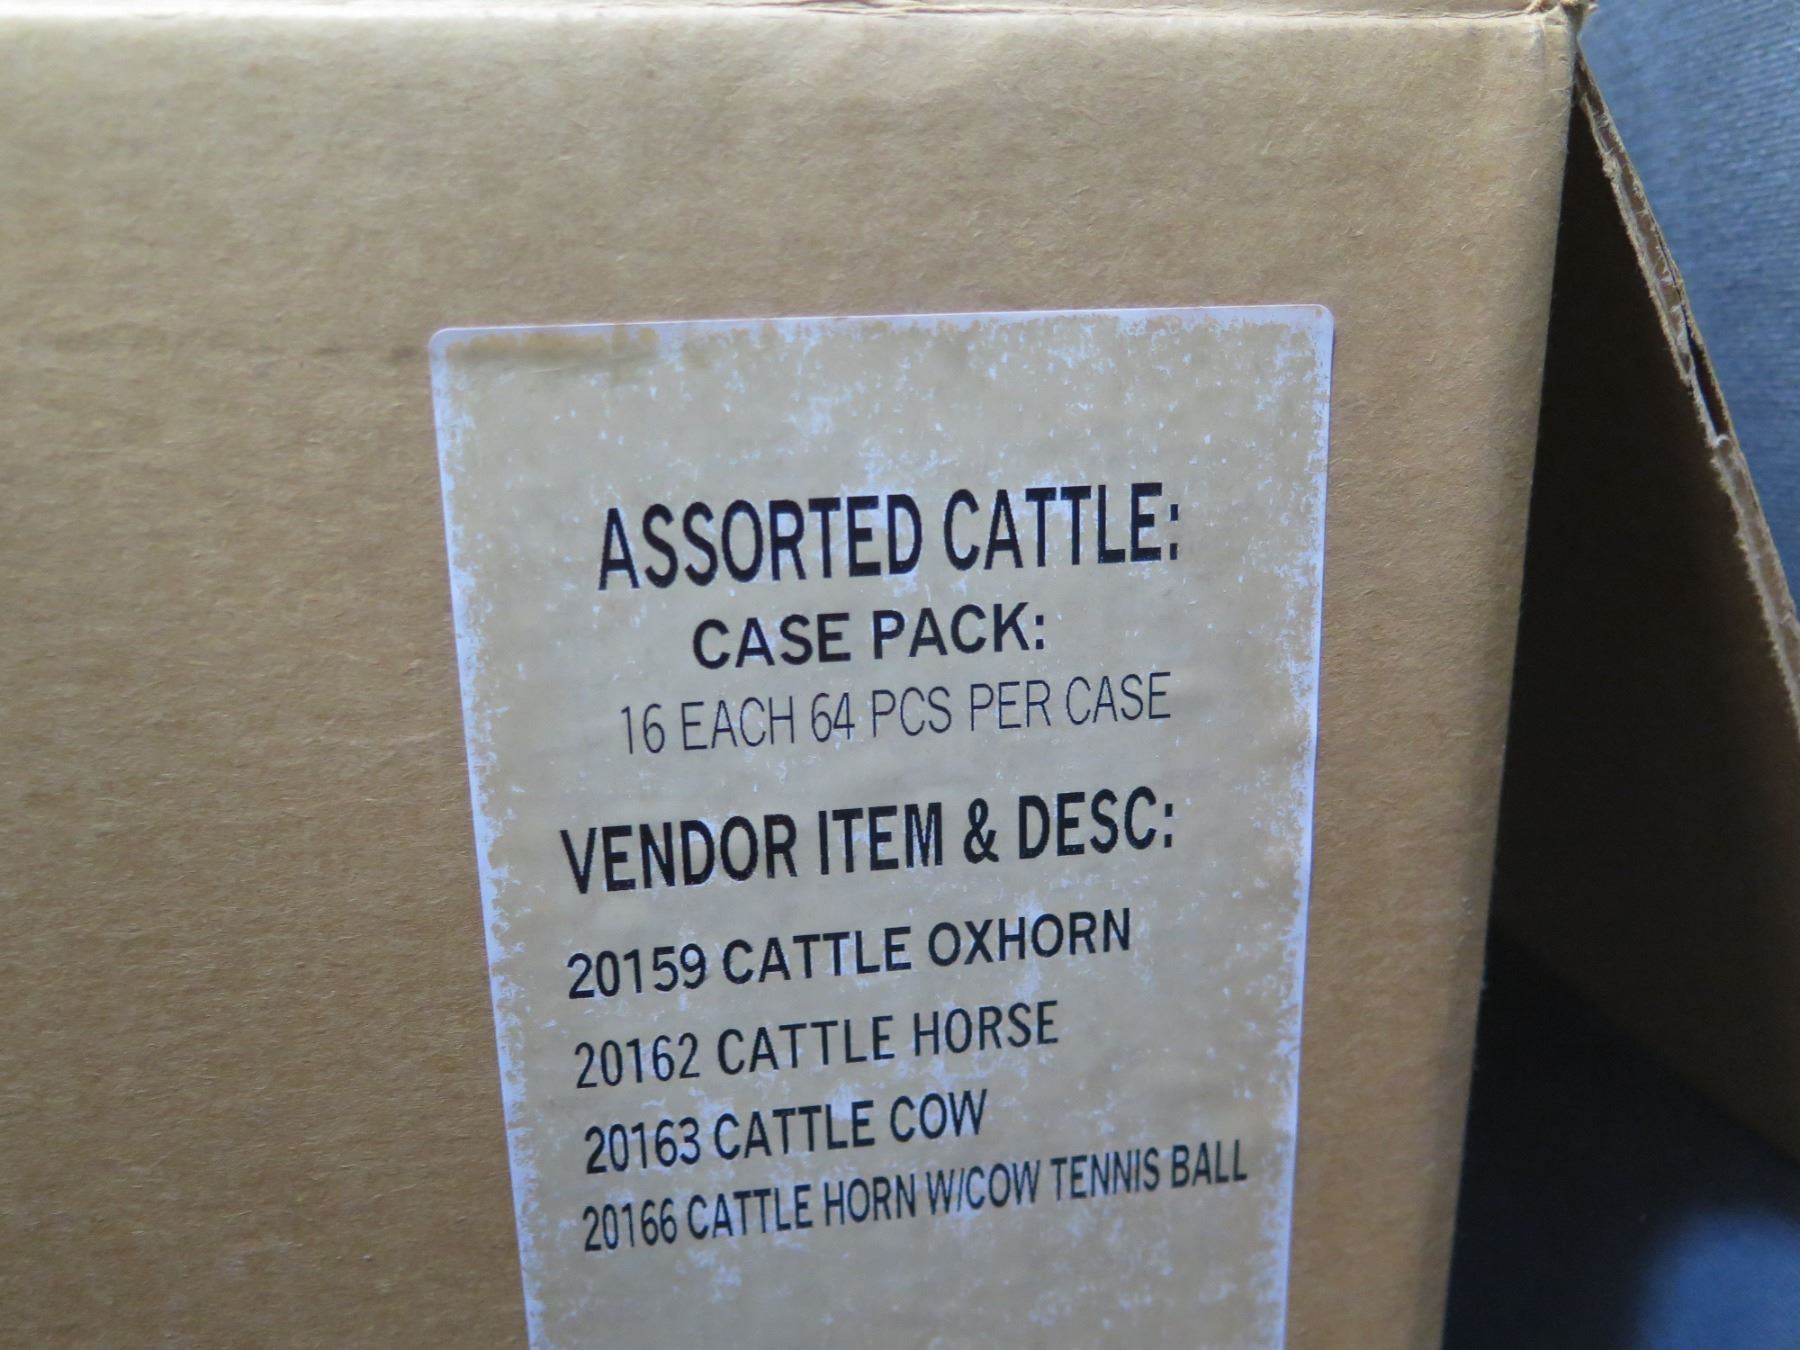 ASSORTED CATTLE:
CASE PACK:
16 EACH 64 PCS PER CASE
VENDOR ITEM & DESC:
20159 CATTLE OXHORN
20162 CATTLE HORSE
20163 CATTLE COW
20166 CATTLE HORN W/COW TENNIS BALL